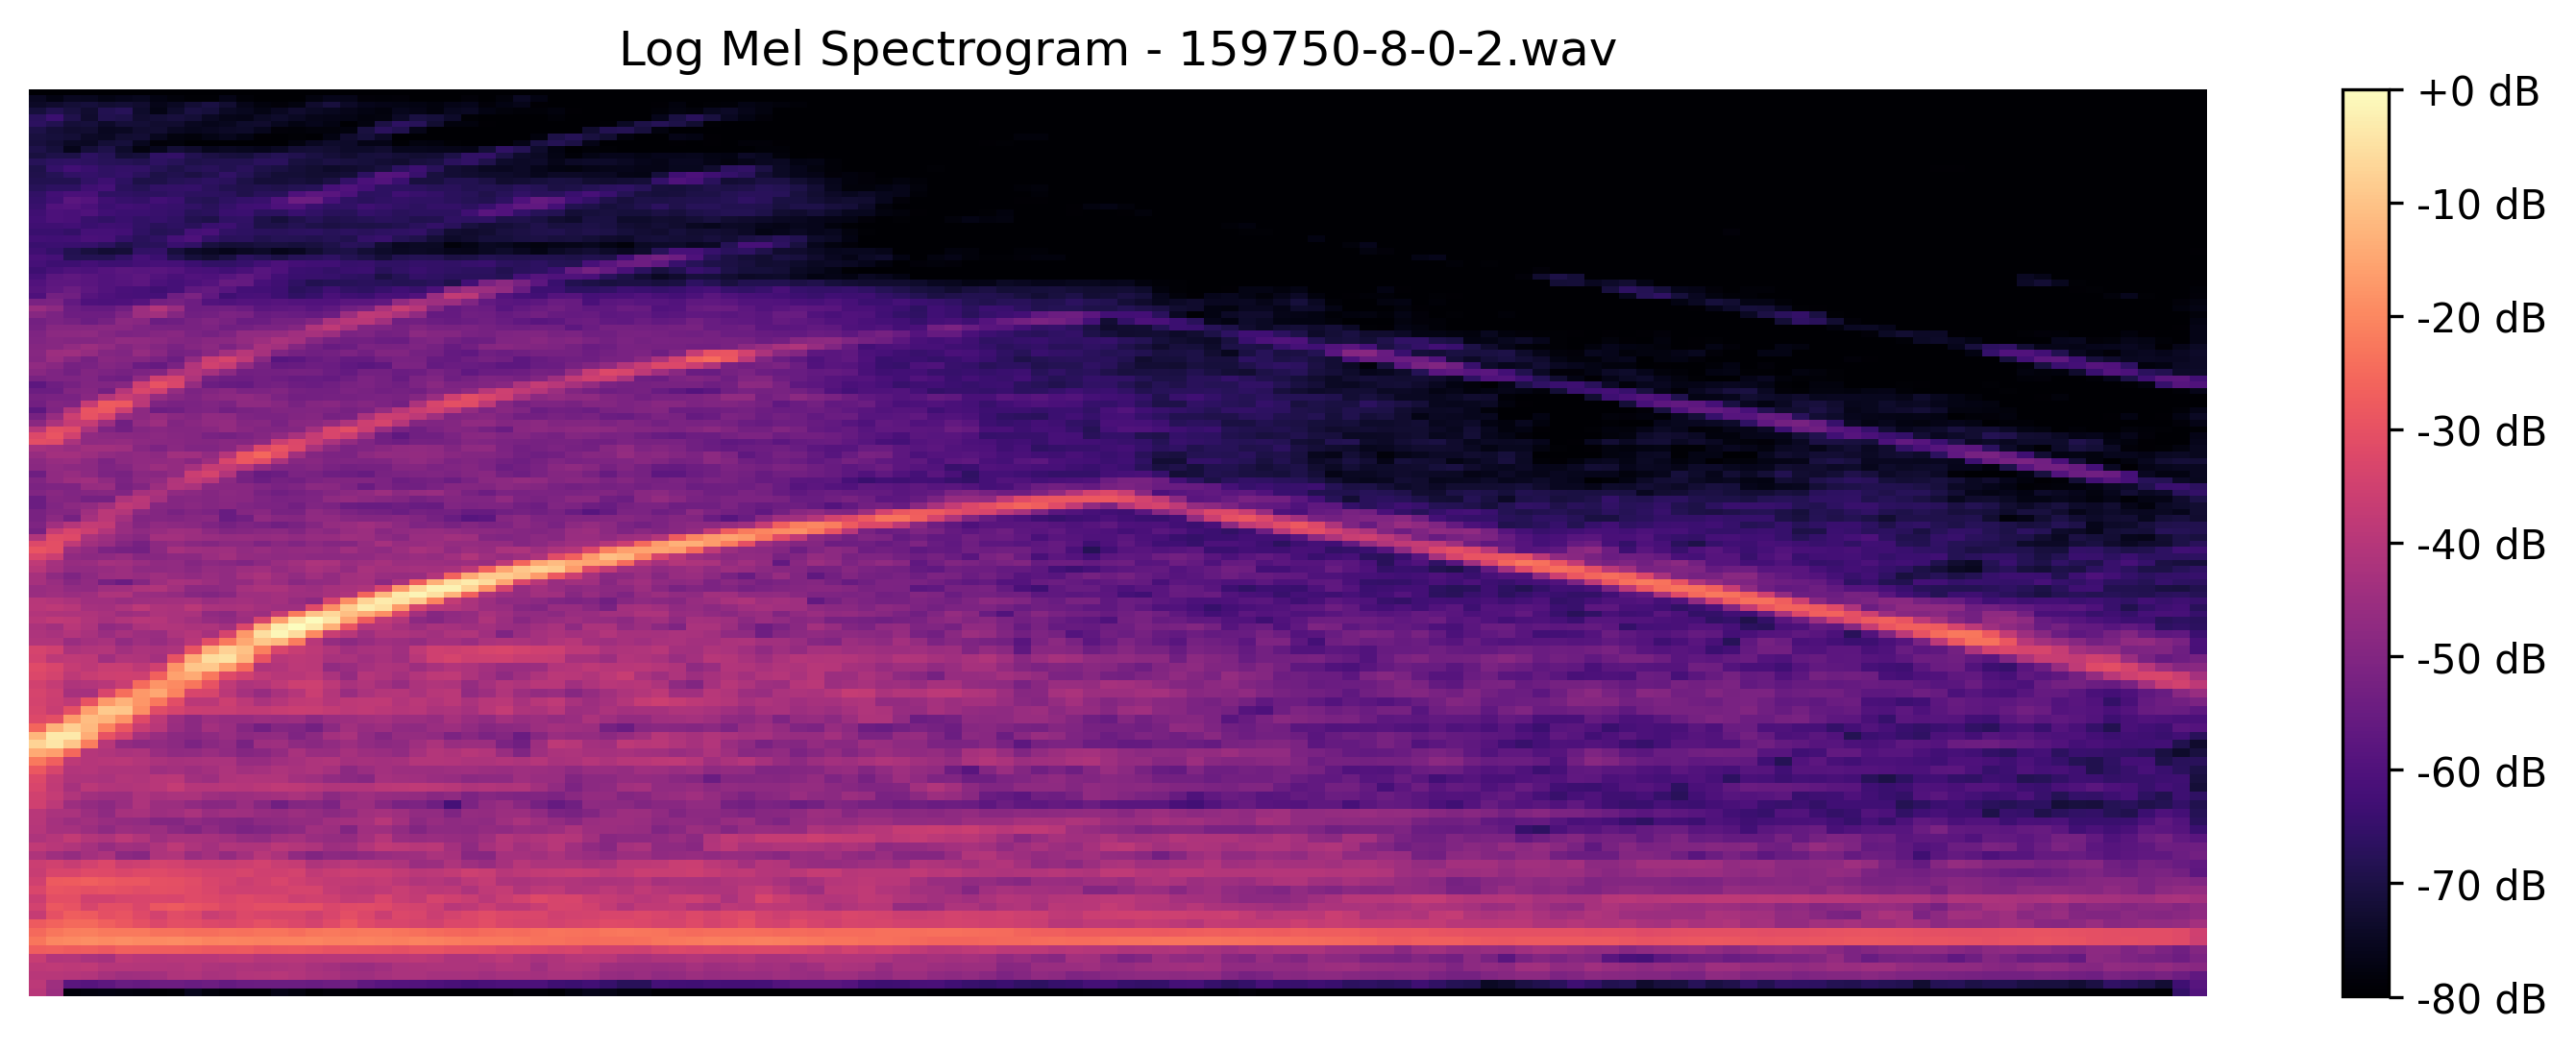 Log Mel Spectrogram - 159750-8-0-2.wav
+0 dB
-10 dB
-20 dB
-30 dB
-40 dB
-50 dB
-60 dB
-70 dB
-80 dB